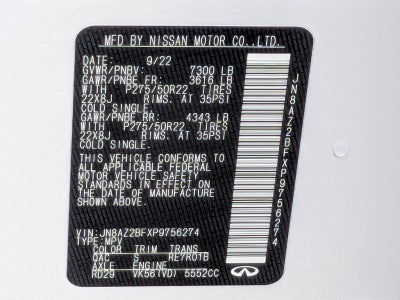 MFD BY NISSAN MOTOR CO.,LTD.
DATE: 9/22
GVWR/PNBV: 7300 LB
GAWR/PNBE FR: 3616 LB
WITH P275/50R22 TIRES
22X8J RIMS. AT 35PSI
COLD SINGLE.
GAWR/PNBE RR: 4343 LB
WITH P275/50R22 TIRES
22X8J RIMS. AT 35PSI
COLD SINGLE.
THIS VEHICLE CONFORMS TO
ALL APPLICABLE FEDERAL
MOTOR VEHICLE SAFETY
STANDARDS IN EFFECT ON
THE DATE OF MANUFACTURE
SHOWN ABOVE.
VIN:JN8AZ2BFXP9756274
TYPE:MPV
COLOR TRIM TRANS
QAC S RE7R01B
AXLE ENGINE
RD29 VK56(VD) 5552CC
JN8AZ2BFXP9756274